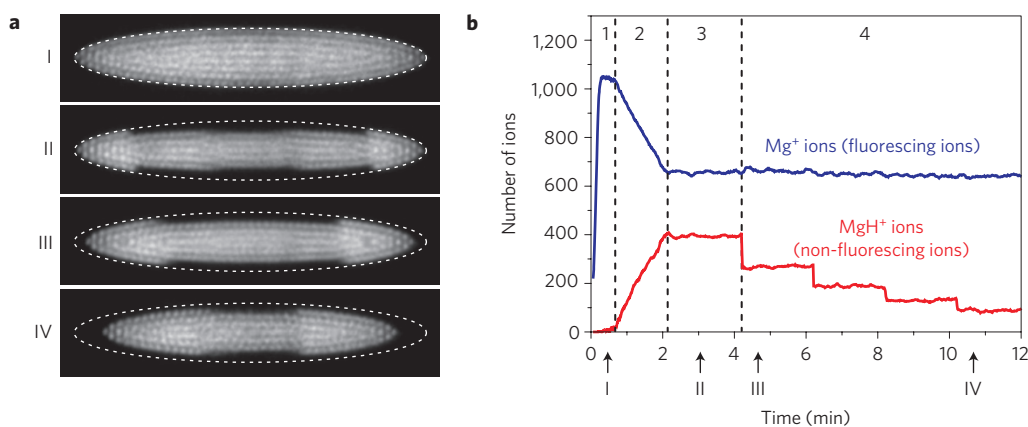 a
I
II
III
IV
b
1 2 3 4
1,300
1,000
800
600
400
200
0
Number of ions
Mg⁺ ions (fluorescing ions)
MgH⁺ ions
(non-fluorescing ions)
0 2 4 6 8 10 12
I II III IV
Time (min)